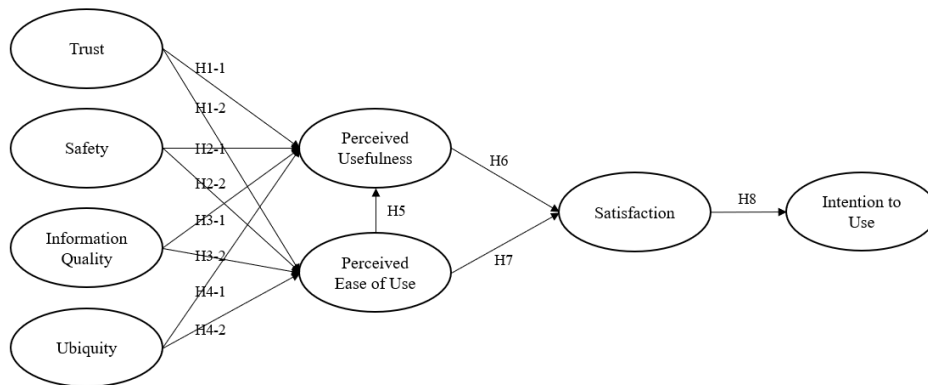 Trust
Safety
Information
Quality
Ubiquity
H1-1
H1-2
H2-1
H2-2
H3-1
H3-2
H4-1
H4-2
Perceived
Usefulness
H5
Perceived
Ease of Use
H6
H7
Satisfaction
H8
Intention to
Use